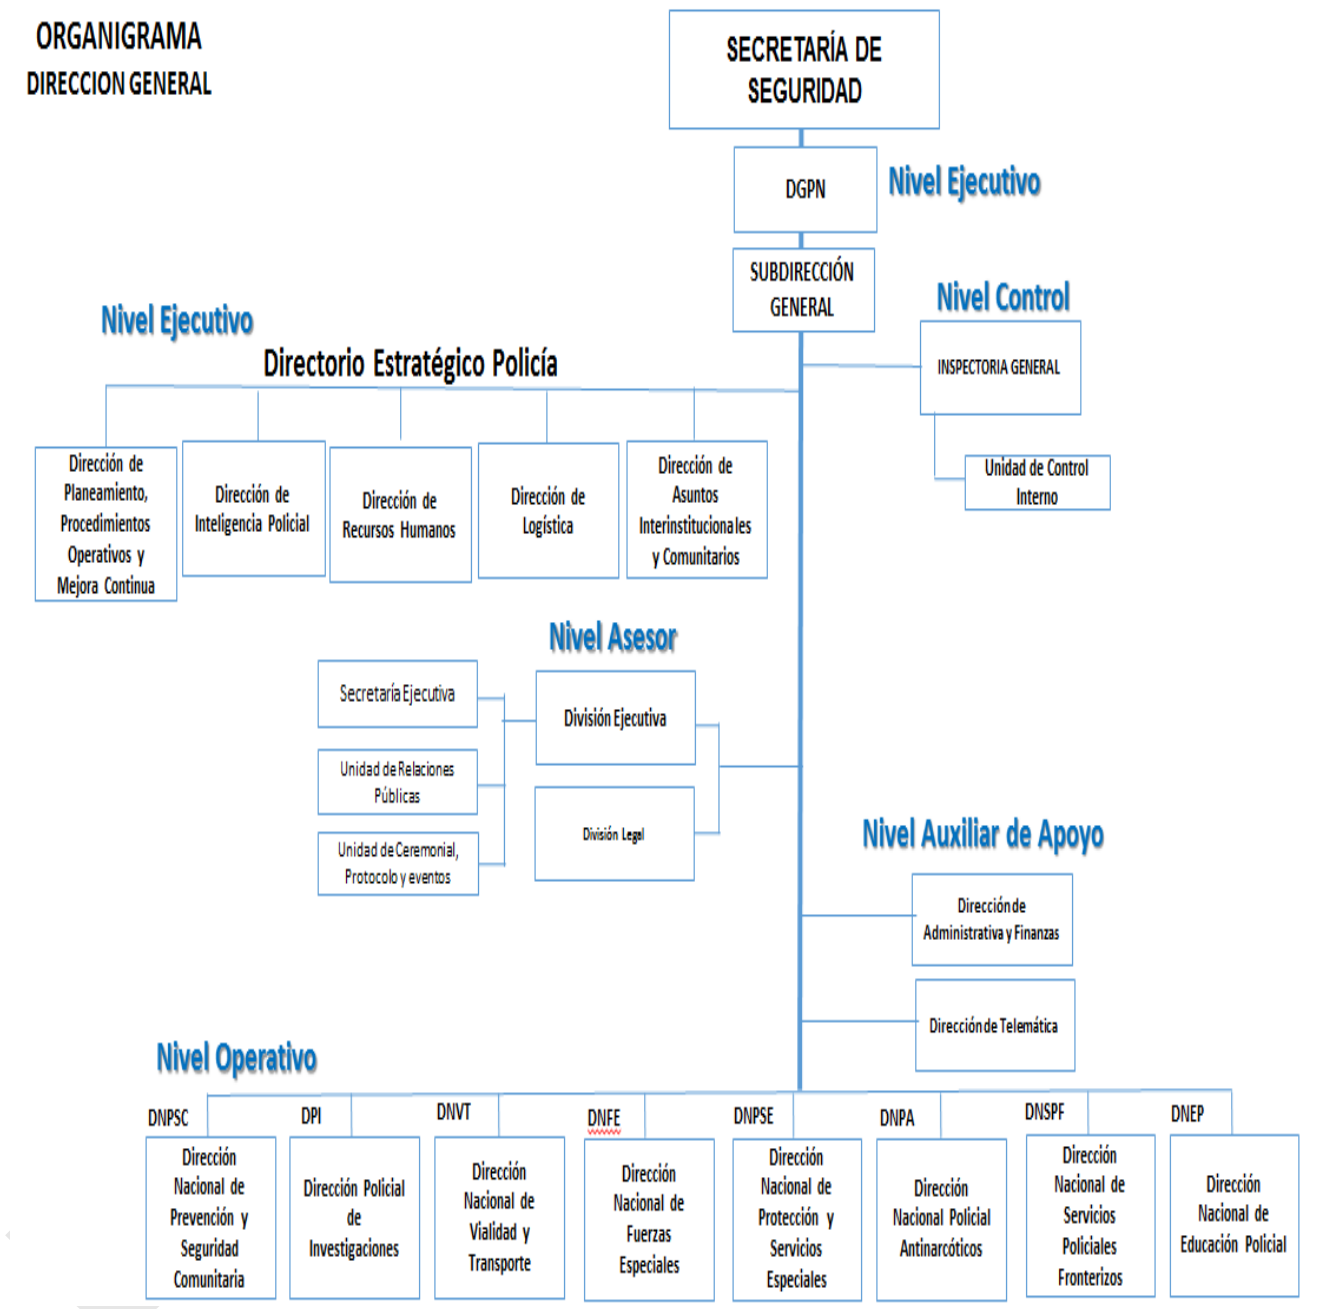 ORGANIGRAMA
DIRECCION GENERAL
SECRETARÍA DE
SEGURIDAD
DGPN
Nivel Ejecutivo
SUBDIRECCIÓN
GENERAL
Nivel Control
INSPECTORIA GENERAL
Unidad de Control
Interno
Nivel Ejecutivo
Directorio Estratégico Policía
Dirección de
Planeamiento,
Procedimientos
Operativos y
Mejora Continua
Dirección de
Inteligencia Policial
Dirección de
Recursos Humanos
Dirección de
Logística
Dirección de
Asuntos
Interinstitucionales
y Comunitarios
Nivel Asesor
Secretaría Ejecutiva
Unidad de Relaciones
Públicas
Unidad de Ceremonial,
Protocolo y eventos
División Ejecutiva
División Legal
Nivel Auxiliar de Apoyo
Dirección de
Administrativa y Finanzas
Dirección de Telemática
Nivel Operativo
DNPSC
Dirección
Nacional de
Prevención y
Seguridad
Comunitaria
DPI
Dirección Policial
de
Investigaciones
DNVT
Dirección
Nacional de
Vialidad y
Transporte
DNFE
Dirección
Nacional de
Fuerzas
Especiales
DNPSE
Dirección
Nacional de
Protección y
Servicios
Especiales
DNPA
Dirección
Nacional Policial
Antinarcóticos
DNSPF
Dirección
Nacional de
Servicios
Policiales
Fronterizos
DNEP
Dirección
Nacional de
Educación Policial